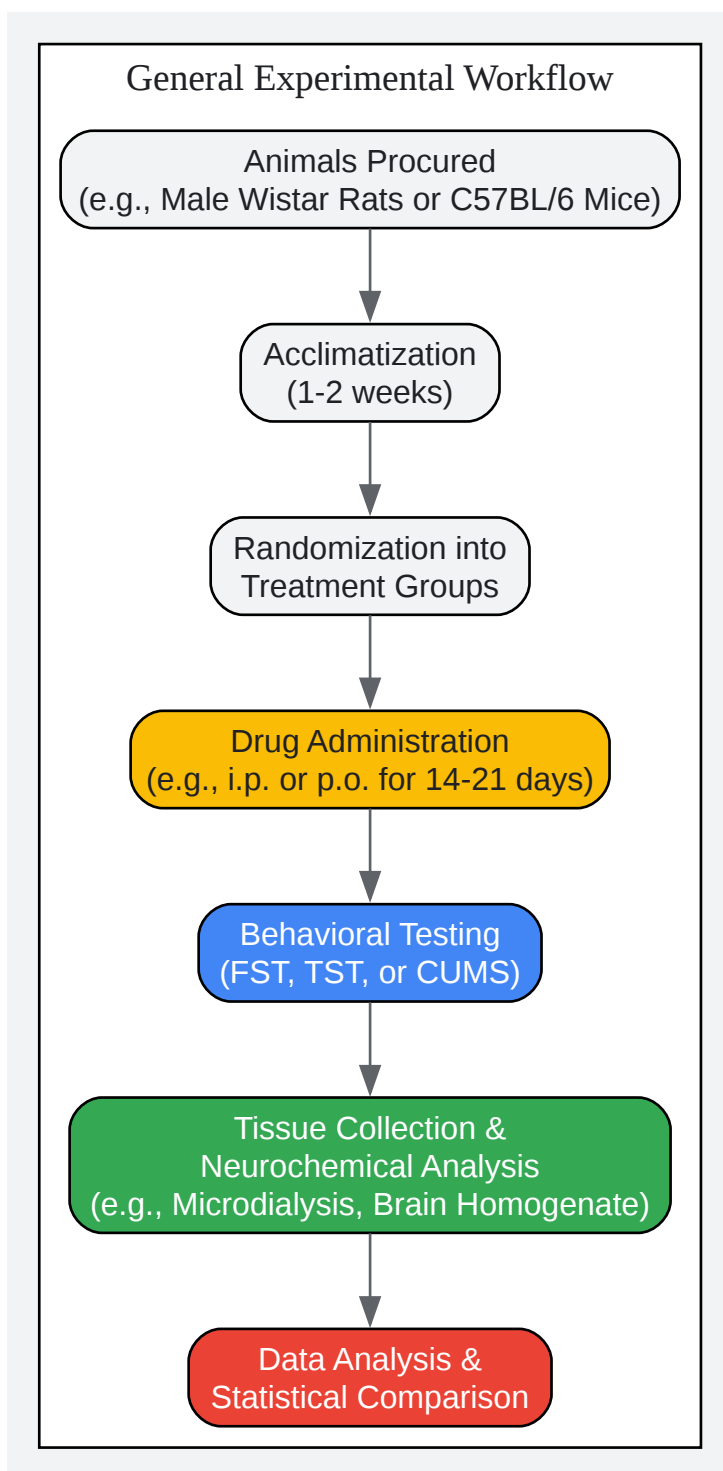 General Experimental Workflow
Animals Procured
(e.g., Male Wistar Rats or C57BL/6 Mice)
Acclimatization
(1-2 weeks)
Randomization into
Treatment Groups
Drug Administration
(e.g., i.p. or p.o. for 14-21 days)
Behavioral Testing
(FST, TST, or CUMS)
Tissue Collection &
Neurochemical Analysis
(e.g., Microdialysis, Brain Homogenate)
Data Analysis &
Statistical Comparison